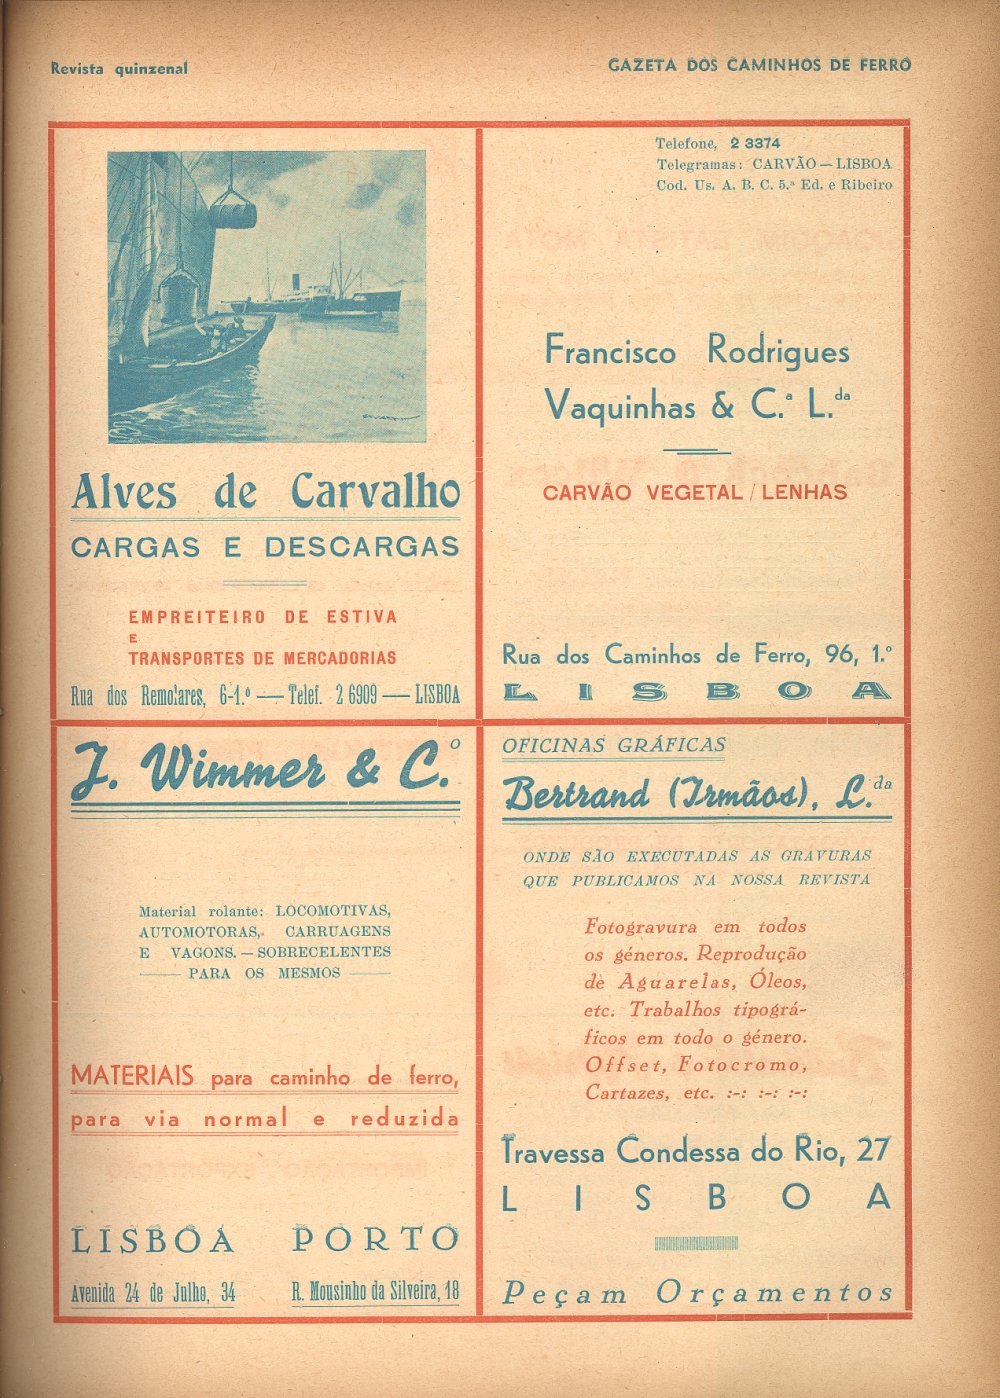 Revista quinzenal
GAZETA DOS CAMINHOS DE FERRO
Alves de Carvalho
CARGAS E DESCARGAS
EMPREITEIRO DE ESTIVA
E
TRANSPORTES DE MERCADORIAS
Rua dos Remolares, 6-1.º — Telef. 2 6909 — LISBOA
Telefone, 2 3374
Telegramas: CARVÃO — LISBOA
Cod. Us. A. B. C. 5.ª Ed. e Ribeiro
Francisco Rodrigues
Vaquinhas & C.ª L.da
CARVÃO VEGETAL / LENHAS
Rua dos Caminhos de Ferro, 96, 1.º
LISBOA
J. Wimmer & C.º
Material rolante: LOCOMOTIVAS,
AUTOMOTORAS, CARRUAGENS
E VAGONS. — SOBRECELENTES
— PARA OS MESMOS —
MATERIAIS para caminho de ferro,
para via normal e reduzida
LISBOA
Avenida 24 de Julho, 34
PORTO
R. Mousinho da Silveira, 18
OFICINAS GRÁFICAS
Bertrand (Irmãos), L.da
ONDE SÃO EXECUTADAS AS GRAVURAS
QUE PUBLICAMOS NA NOSSA REVISTA
Fotogravura em todos
os géneros. Reprodução
de Aguarelas, Óleos,
etc. Trabalhos tipográ-
ficos em todo o género.
Offset, Fotocromo,
Cartazes, etc. :-: :-: :-:
Travessa Condessa do Rio, 27
LISBOA
Peçam Orçamentos